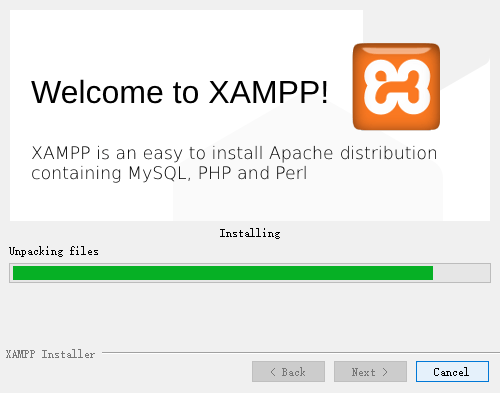 Welcome to XAMPP!
XAMPP is an easy to install Apache distribution
containing MySQL, PHP and Perl
Installing
Unpacking files
XAMPP Installer
< Back
Next >
Cancel